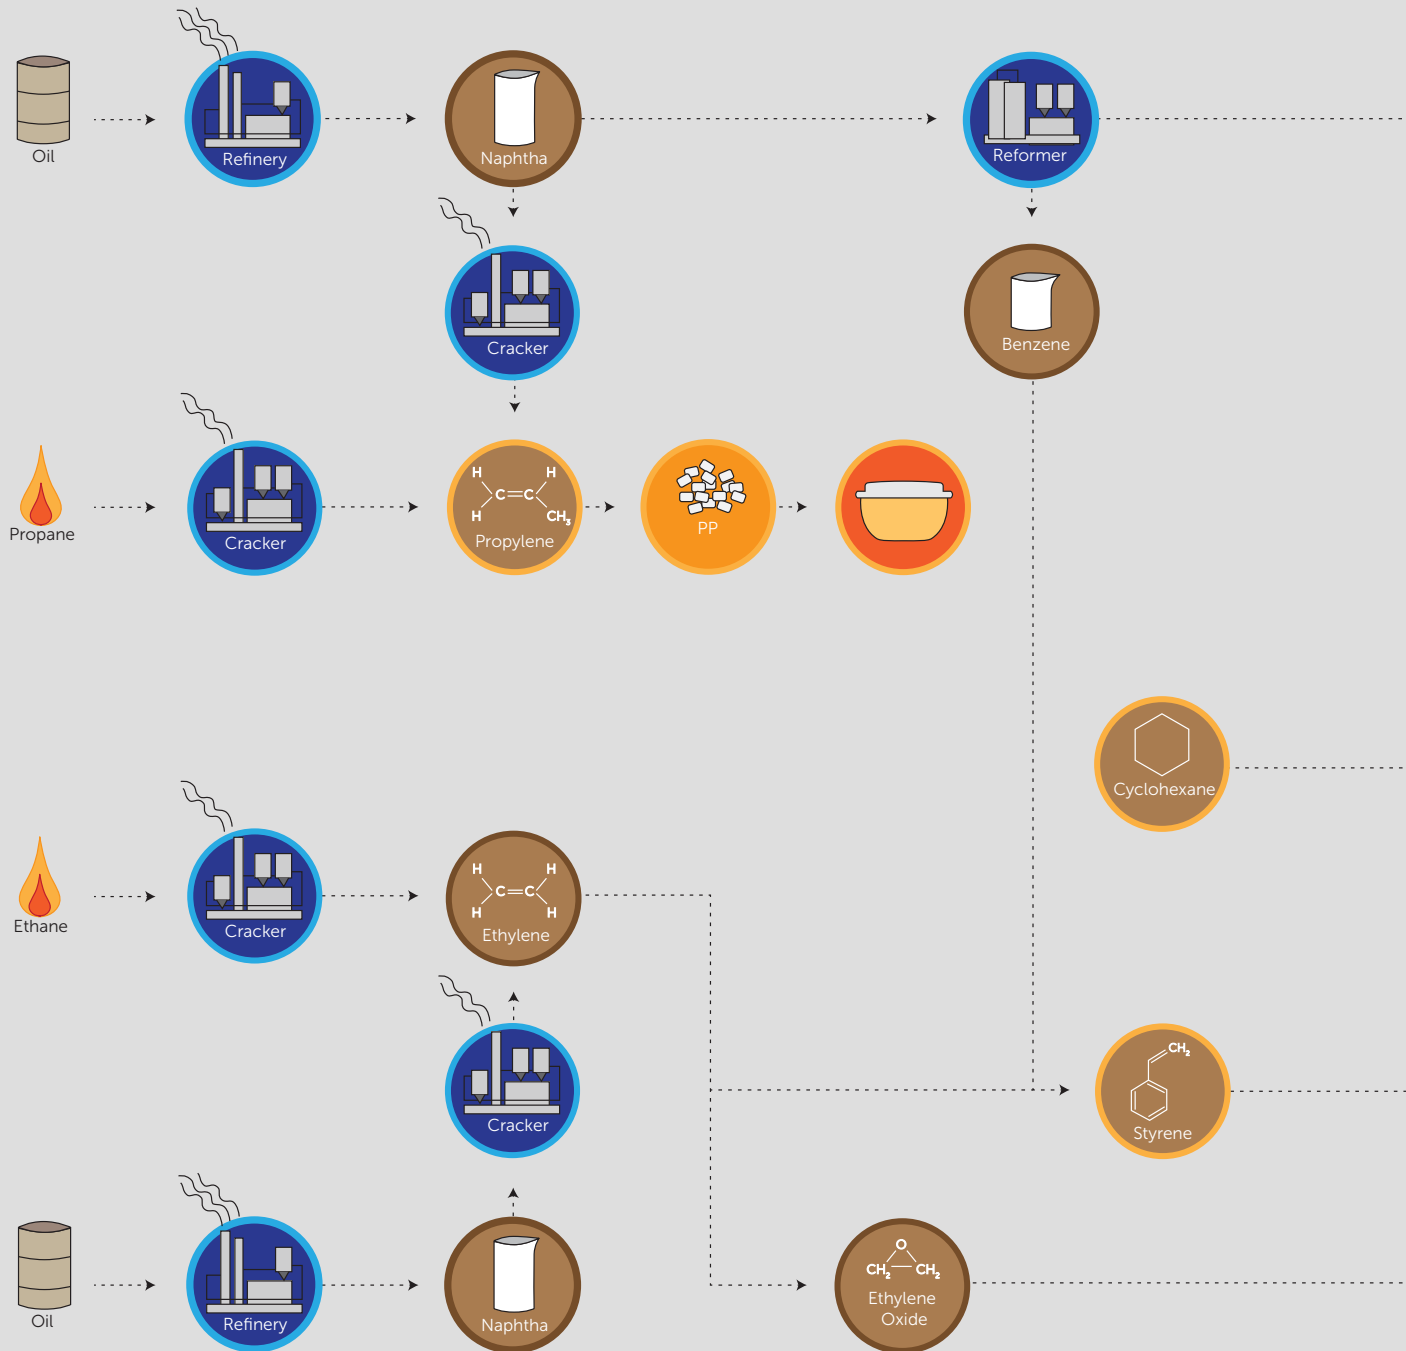 Oil
Refinery
Naphtha
Reformer
Cracker
Benzene
Propane
Cracker
H
H
C=C
H
CH3
Propylene
PP
Cyclohexane
Ethane
Cracker
H
H
C=C
H
H
Ethylene
Cracker
CH2
Styrene
Oil
Refinery
Naphtha
O
CH2
CH2
Ethylene
Oxide